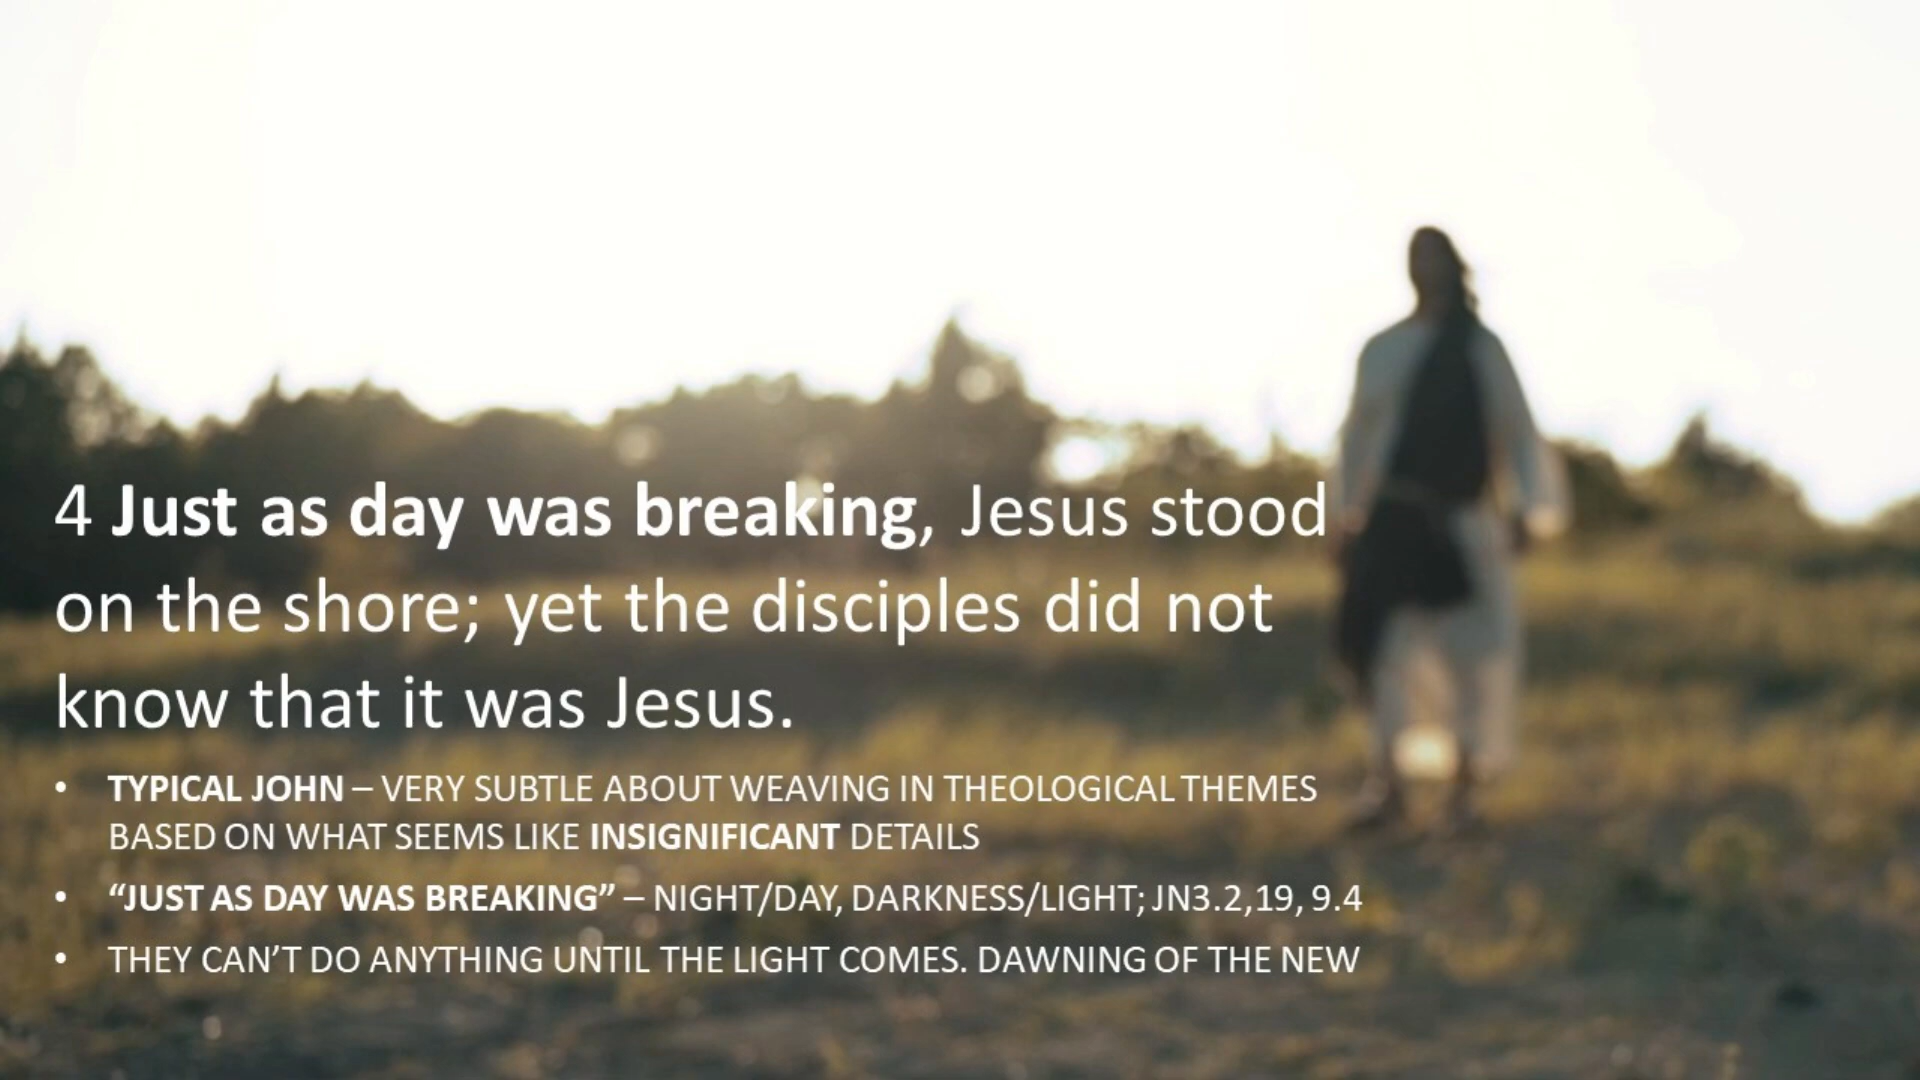 4 Just as day was breaking, Jesus stood
on the shore; yet the disciples did not
know that it was Jesus.
• TYPICAL JOHN – VERY SUBTLE ABOUT WEAVING IN THEOLOGICAL THEMES
BASED ON WHAT SEEMS LIKE INSIGNIFICANT DETAILS
• “JUST AS DAY WAS BREAKING” – NIGHT/DAY, DARKNESS/LIGHT; JN3.2,19, 9.4
• THEY CAN’T DO ANYTHING UNTIL THE LIGHT COMES. DAWNING OF THE NEW